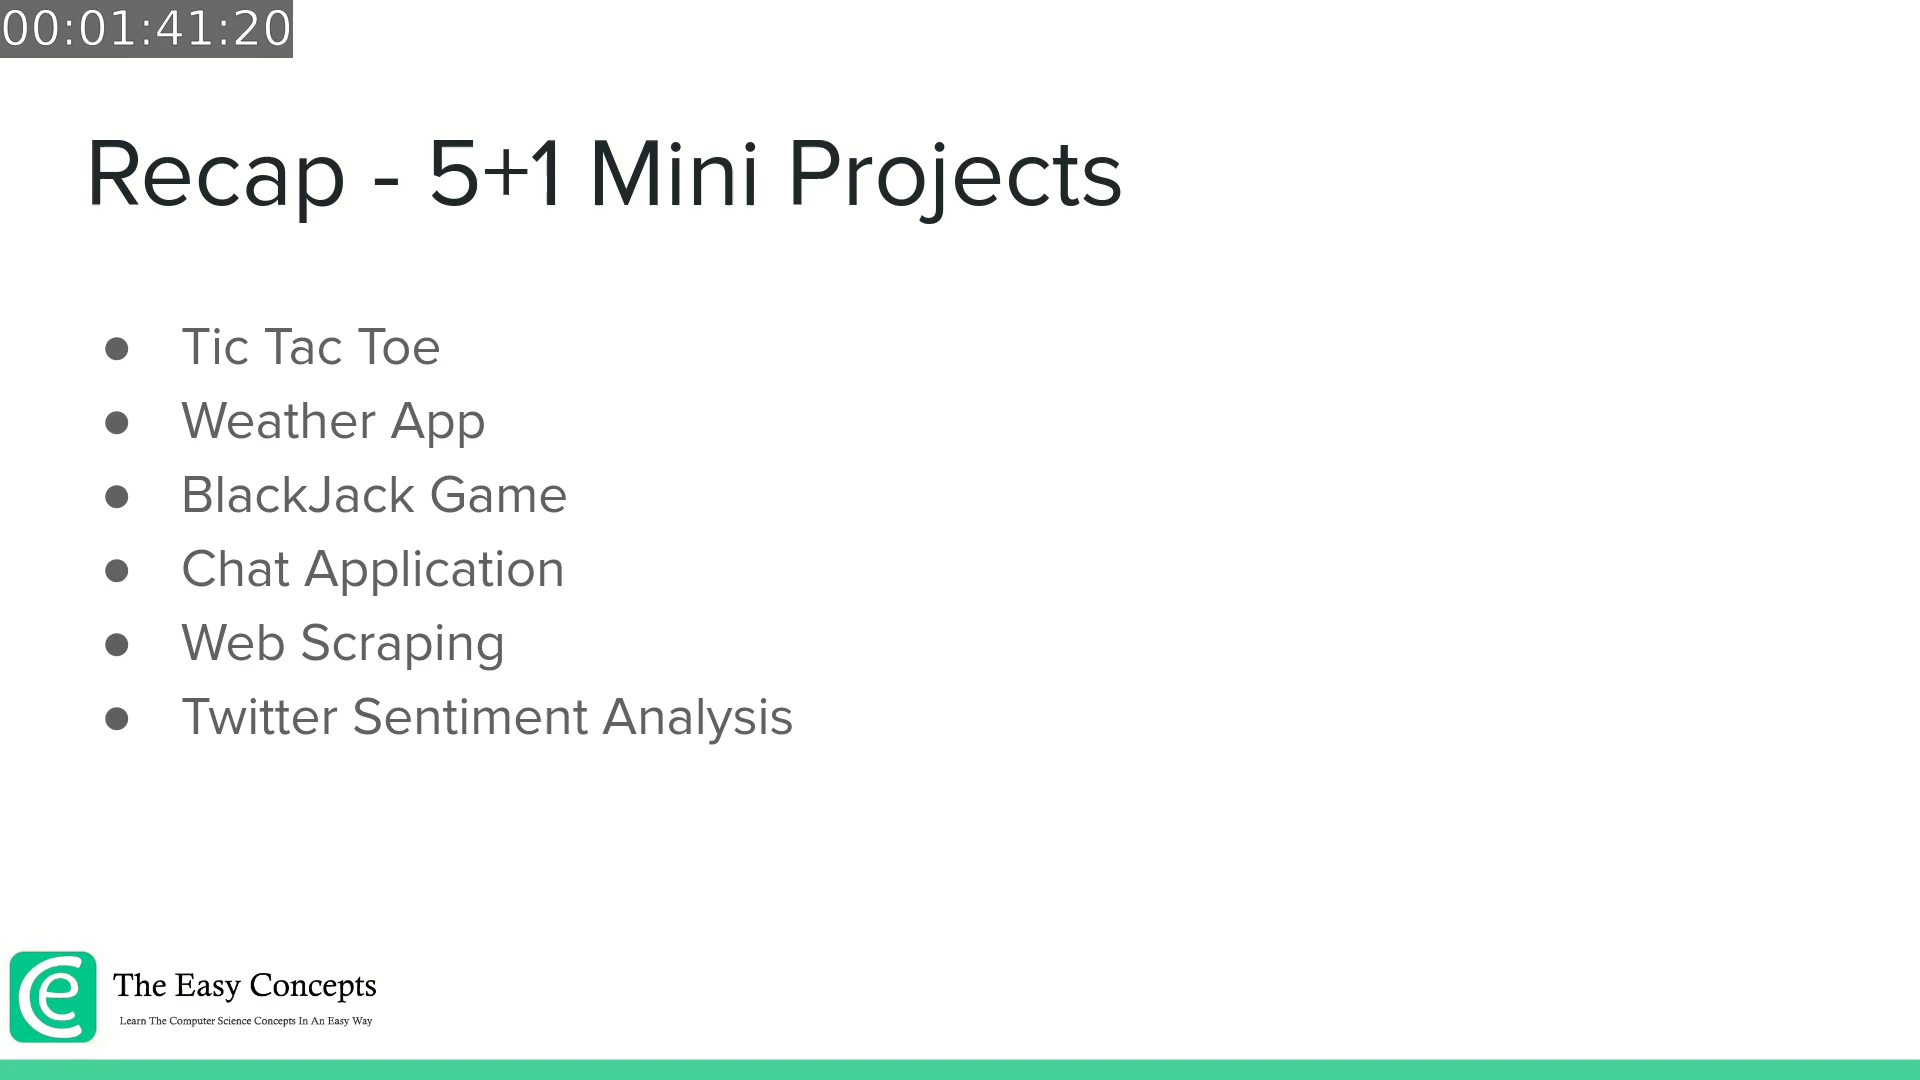 00:01:41:20
Recap - 5+1 Mini Projects
● Tic Tac Toe
● Weather App
● BlackJack Game
● Chat Application
● Web Scraping
● Twitter Sentiment Analysis
The Easy Concepts
Learn The Computer Science Concepts In An Easy Way